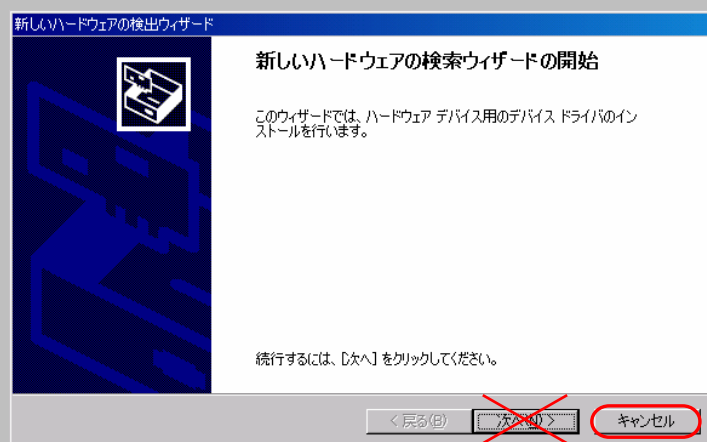 新しいハードウェアの検出ウィザード
新しいハードウェアの検索ウィザードの開始
このウィザードでは、ハードウェア デバイス用のデバイス ドライバのイン
ストールを行います。
続行するには、[次へ] をクリックしてください。
< 戻る(B)
次へ(N) >
キャンセル